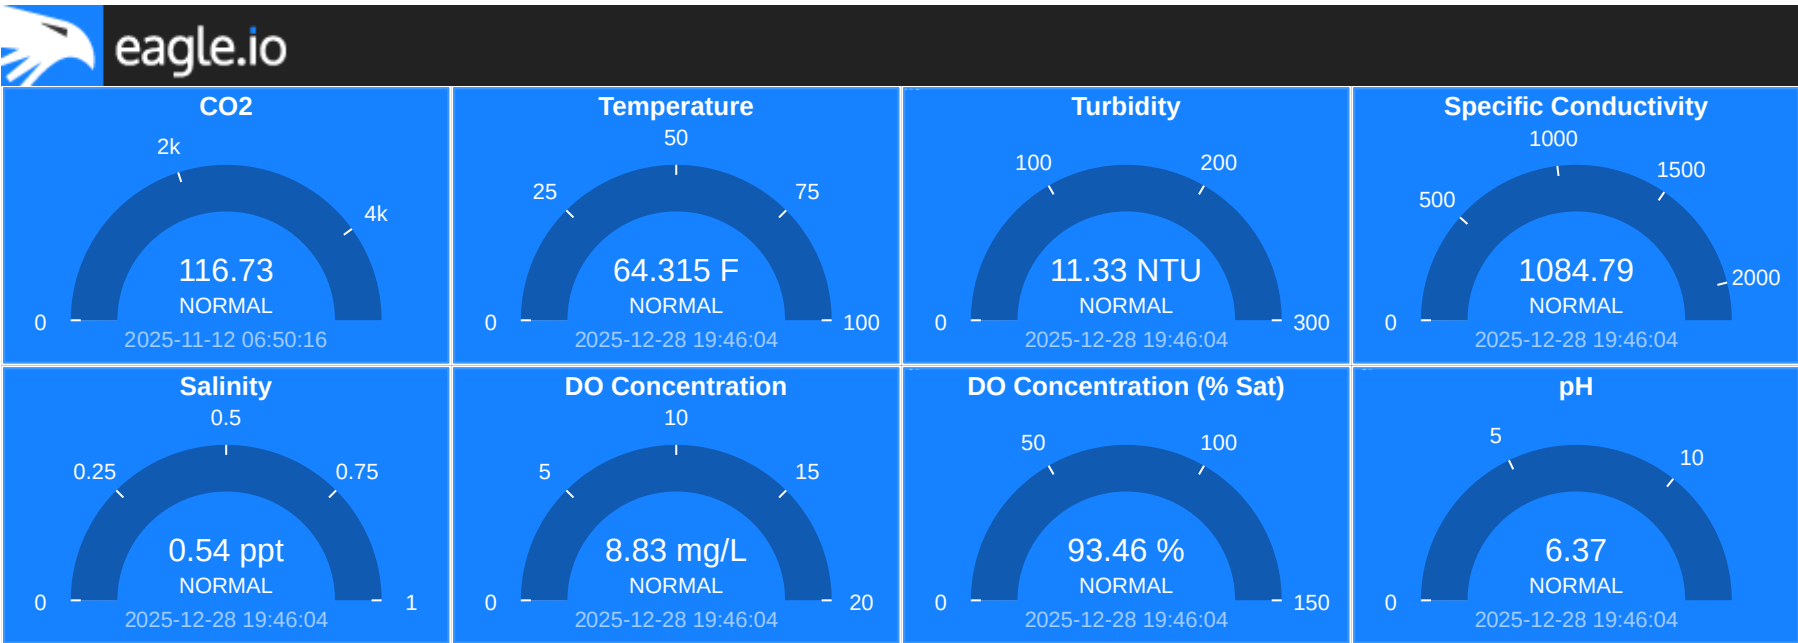 eagle.io
CO2
2k
4k
0
116.73
NORMAL
2025-11-12 06:50:16
Temperature
50
25
75
0
100
64.315 F
NORMAL
2025-12-28 19:46:04
Turbidity
100
200
0
300
11.33 NTU
NORMAL
2025-12-28 19:46:04
Specific Conductivity
1000
500
1500
2000
0
1084.79
NORMAL
2025-12-28 19:46:04
Salinity
0.5
0.25
0.75
0
1
0.54 ppt
NORMAL
2025-12-28 19:46:04
DO Concentration
10
5
15
0
20
8.83 mg/L
NORMAL
2025-12-28 19:46:04
DO Concentration (% Sat)
50
100
0
150
93.46 %
NORMAL
2025-12-28 19:46:04
pH
5
10
0
6.37
NORMAL
2025-12-28 19:46:04